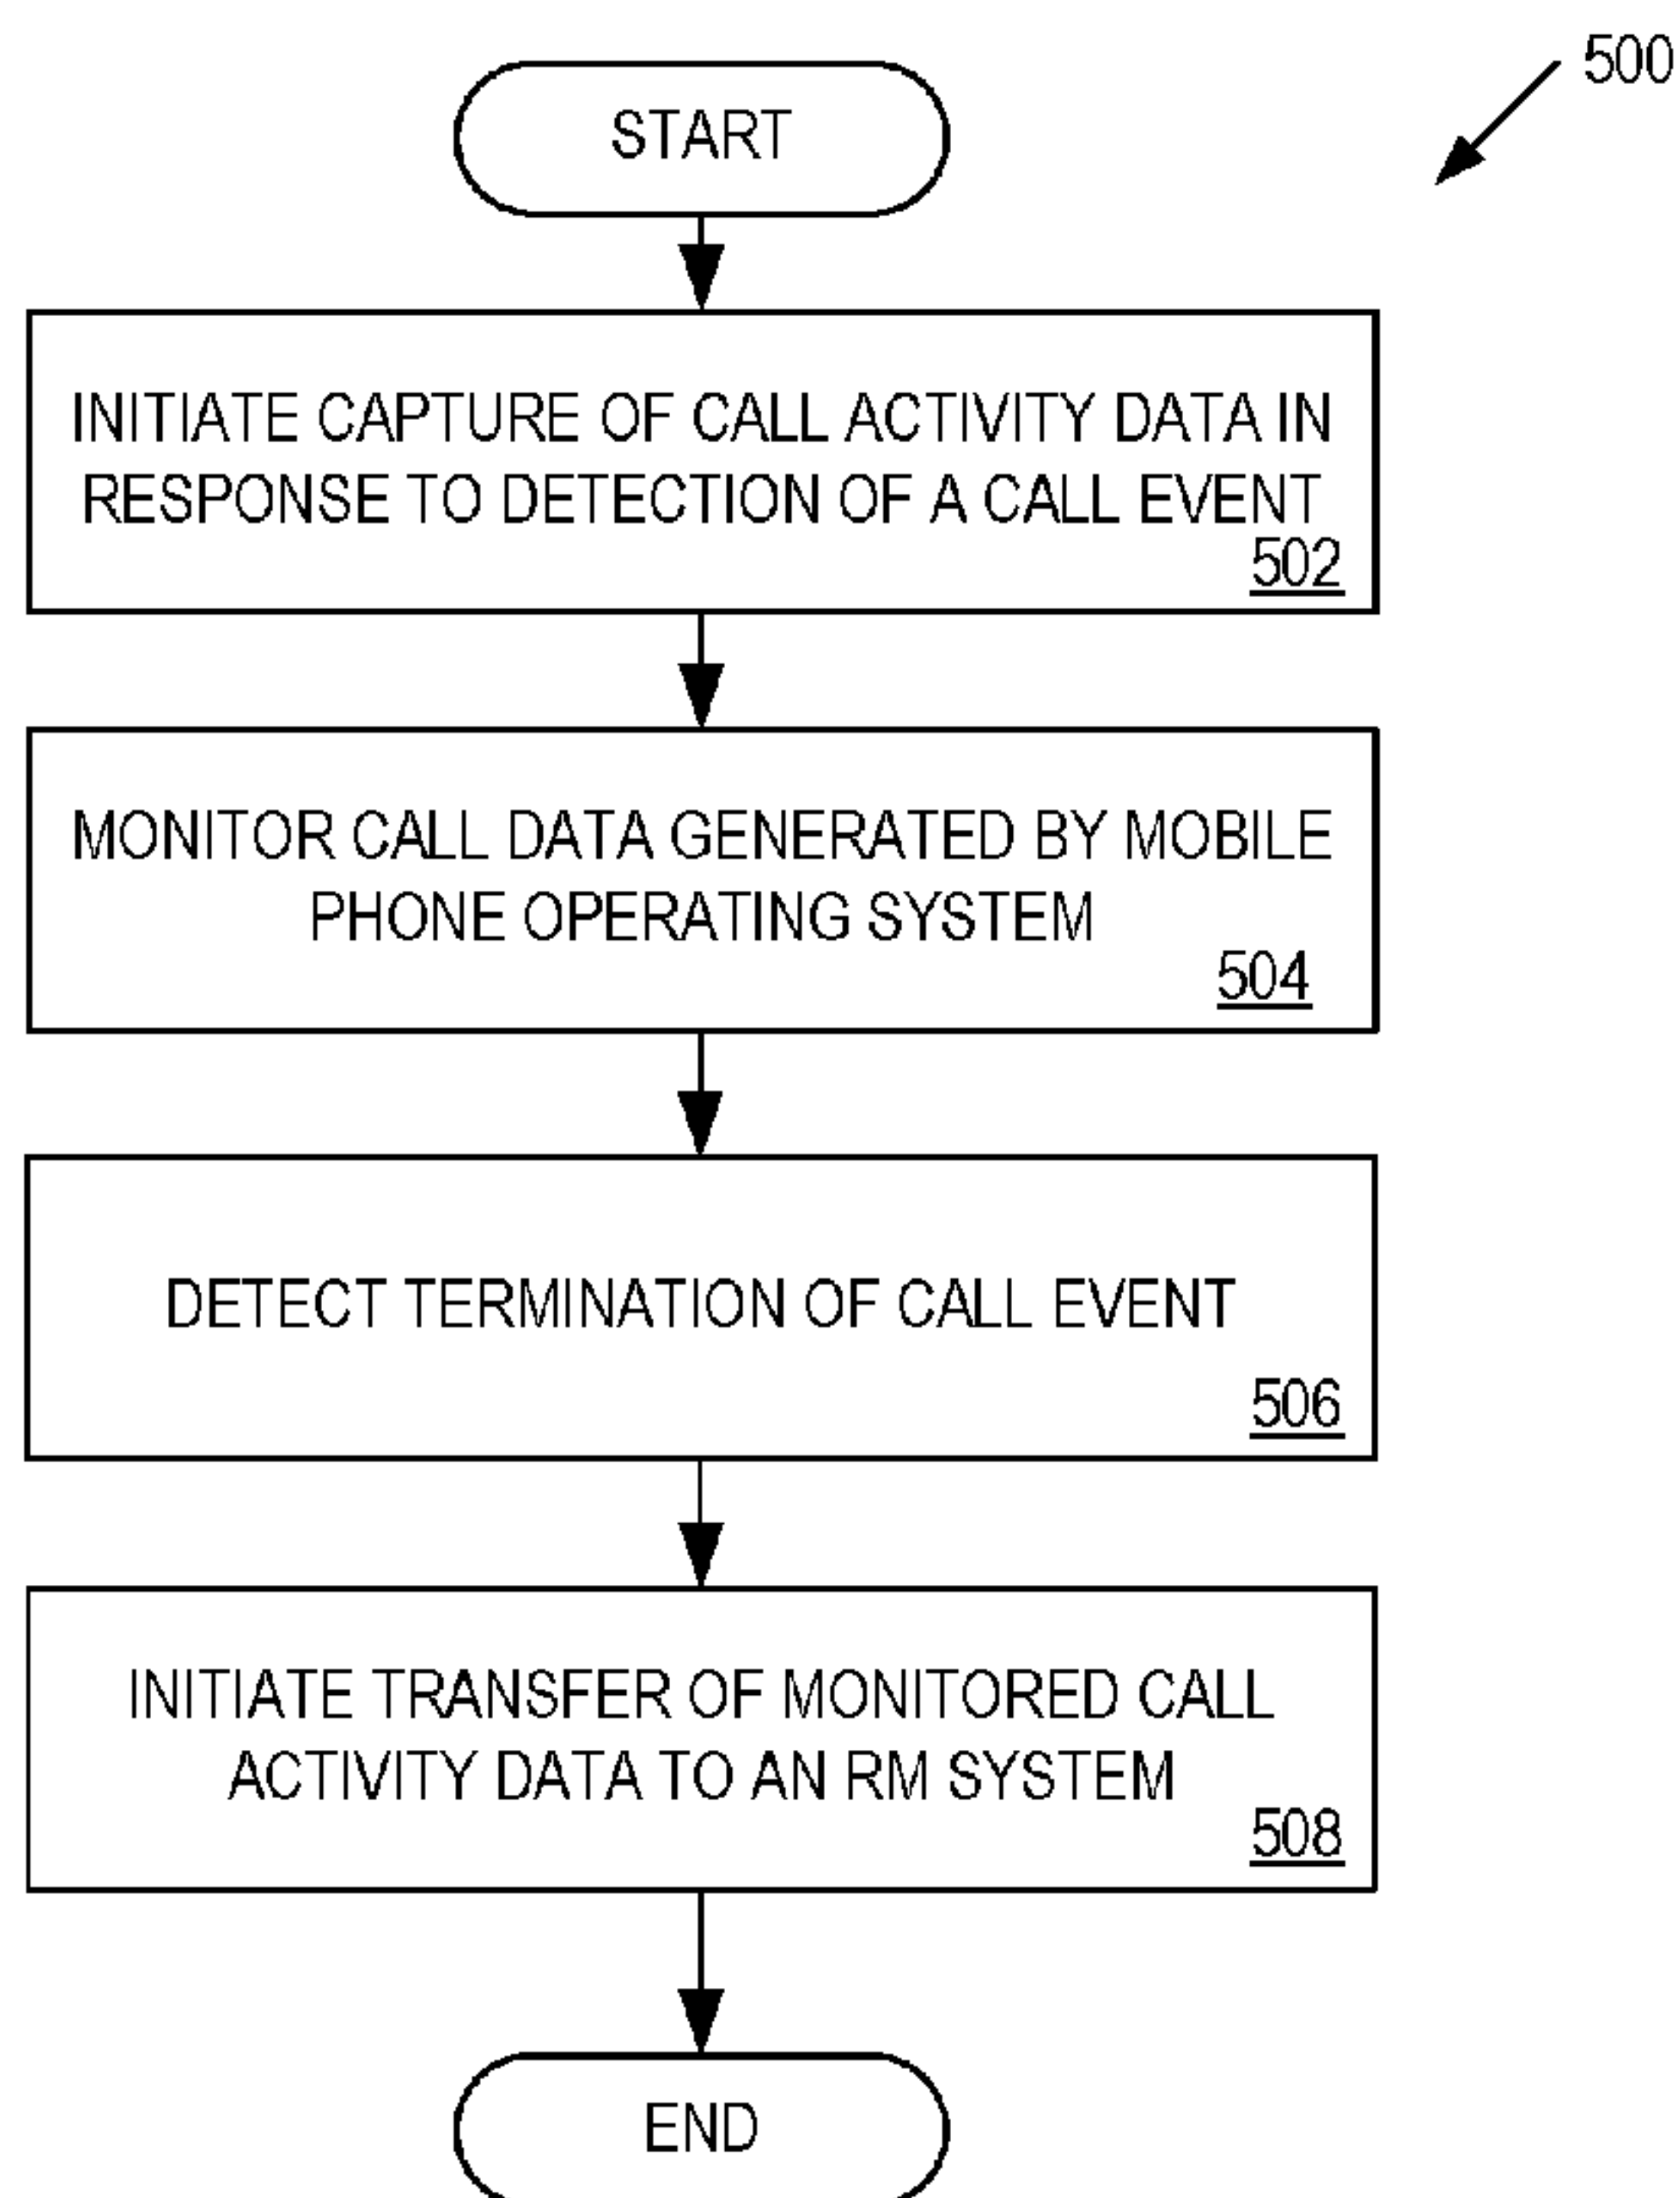 500
START
INITIATE CAPTURE OF CALL ACTIVITY DATA IN
RESPONSE TO DETECTION OF A CALL EVENT
502
MONITOR CALL DATA GENERATED BY MOBILE
PHONE OPERATING SYSTEM
504
DETECT TERMINATION OF CALL EVENT
506
INITIATE TRANSFER OF MONITORED CALL
ACTIVITY DATA TO AN RM SYSTEM
508
END